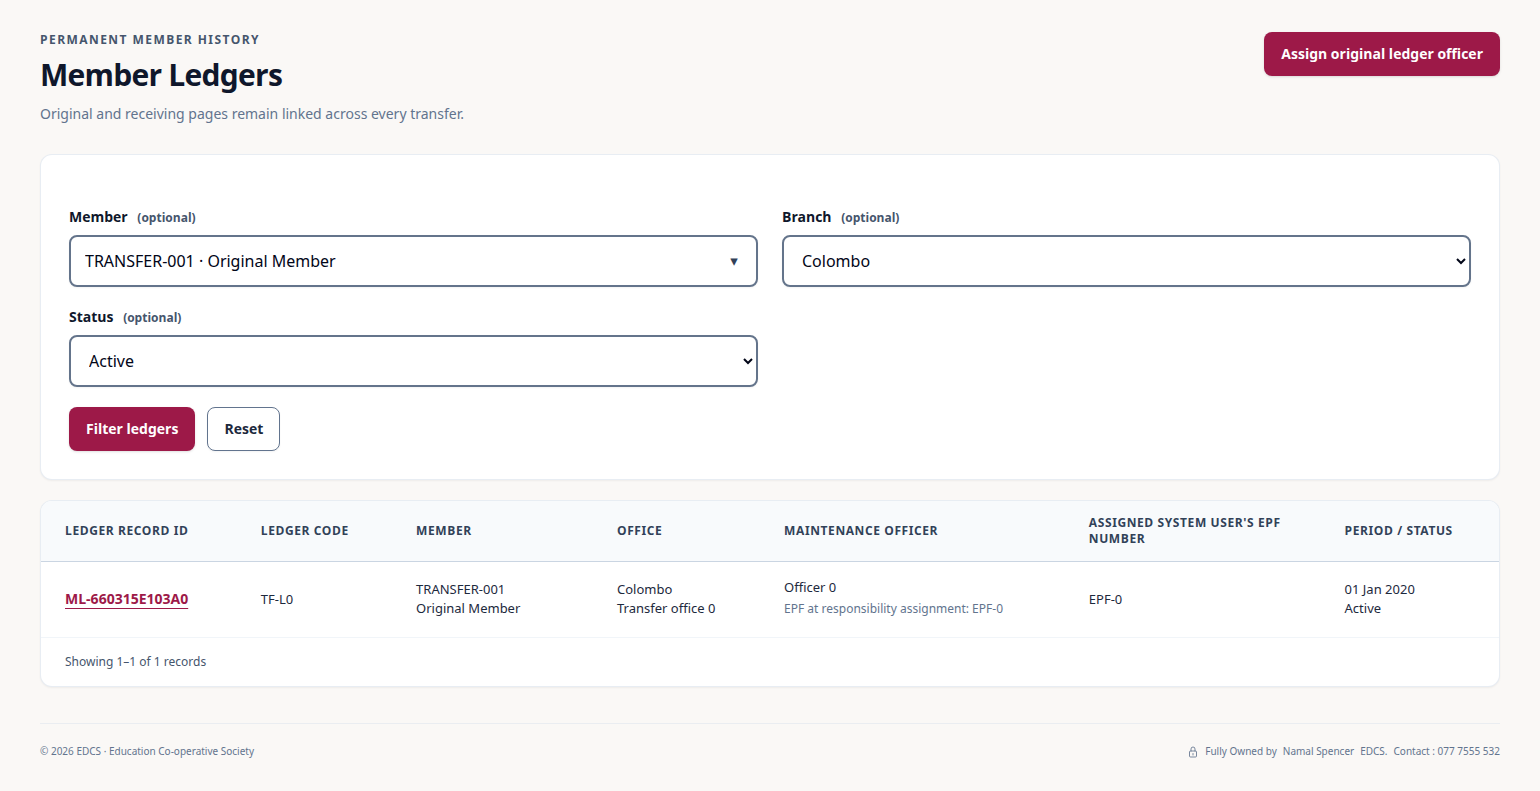 PERMANENT MEMBER HISTORY
Member Ledgers
Assign original ledger officer
Original and receiving pages remain linked across every transfer.
Member (optional)
Branch (optional)
TRANSFER-001 · Original Member ▼
Colombo
Status (optional)
Active
Filter ledgers
Reset
LEDGER RECORD ID
LEDGER CODE
MEMBER
OFFICE
MAINTENANCE OFFICER
ASSIGNED SYSTEM USER'S EPF
NUMBER
PERIOD / STATUS
ML-660315E103A0
TF-L0
TRANSFER-001
Original Member
Colombo
Transfer office 0
Officer 0
EPF at responsibility assignment: EPF-0
EPF-0
01 Jan 2020
Active
Showing 1–1 of 1 records
© 2026 EDCS · Education Co-operative Society
Fully Owned by Namal Spencer EDCS. Contact : 077 7555 532